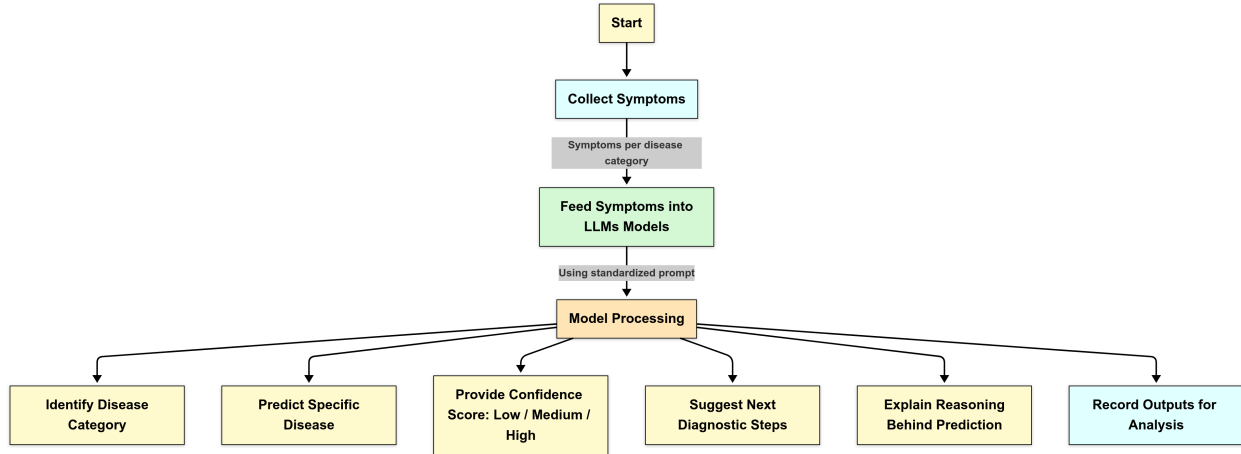 Start
Collect Symptoms
Symptoms per disease
category
Feed Symptoms into
LLMs Models
Using standardized prompt
Model Processing
Identify Disease
Category
Predict Specific
Disease
Provide Confidence
Score: Low / Medium /
High
Suggest Next
Diagnostic Steps
Explain Reasoning
Behind Prediction
Record Outputs for
Analysis